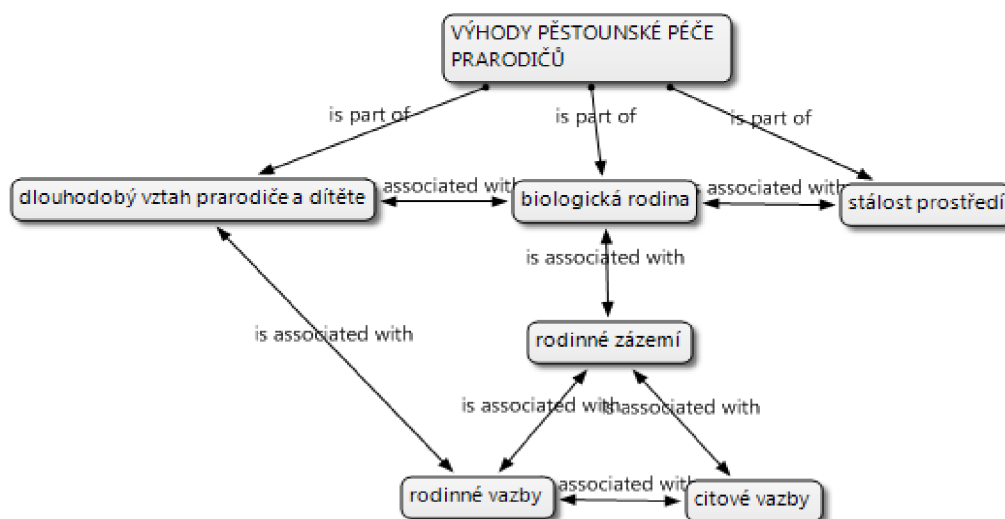 VÝHODY PĚSTOUNSKÉ PÉČE
PRARODIČŮ
is part of
is part of
is part of
dlouhodobý vztah prarodiče a dítěte
associated with
biologická rodina
is associated with
stálost prostředí
is associated with
is associated with
rodinné zázemí
is associated with
is associated with
rodinné vazby
associated with
citové vazby